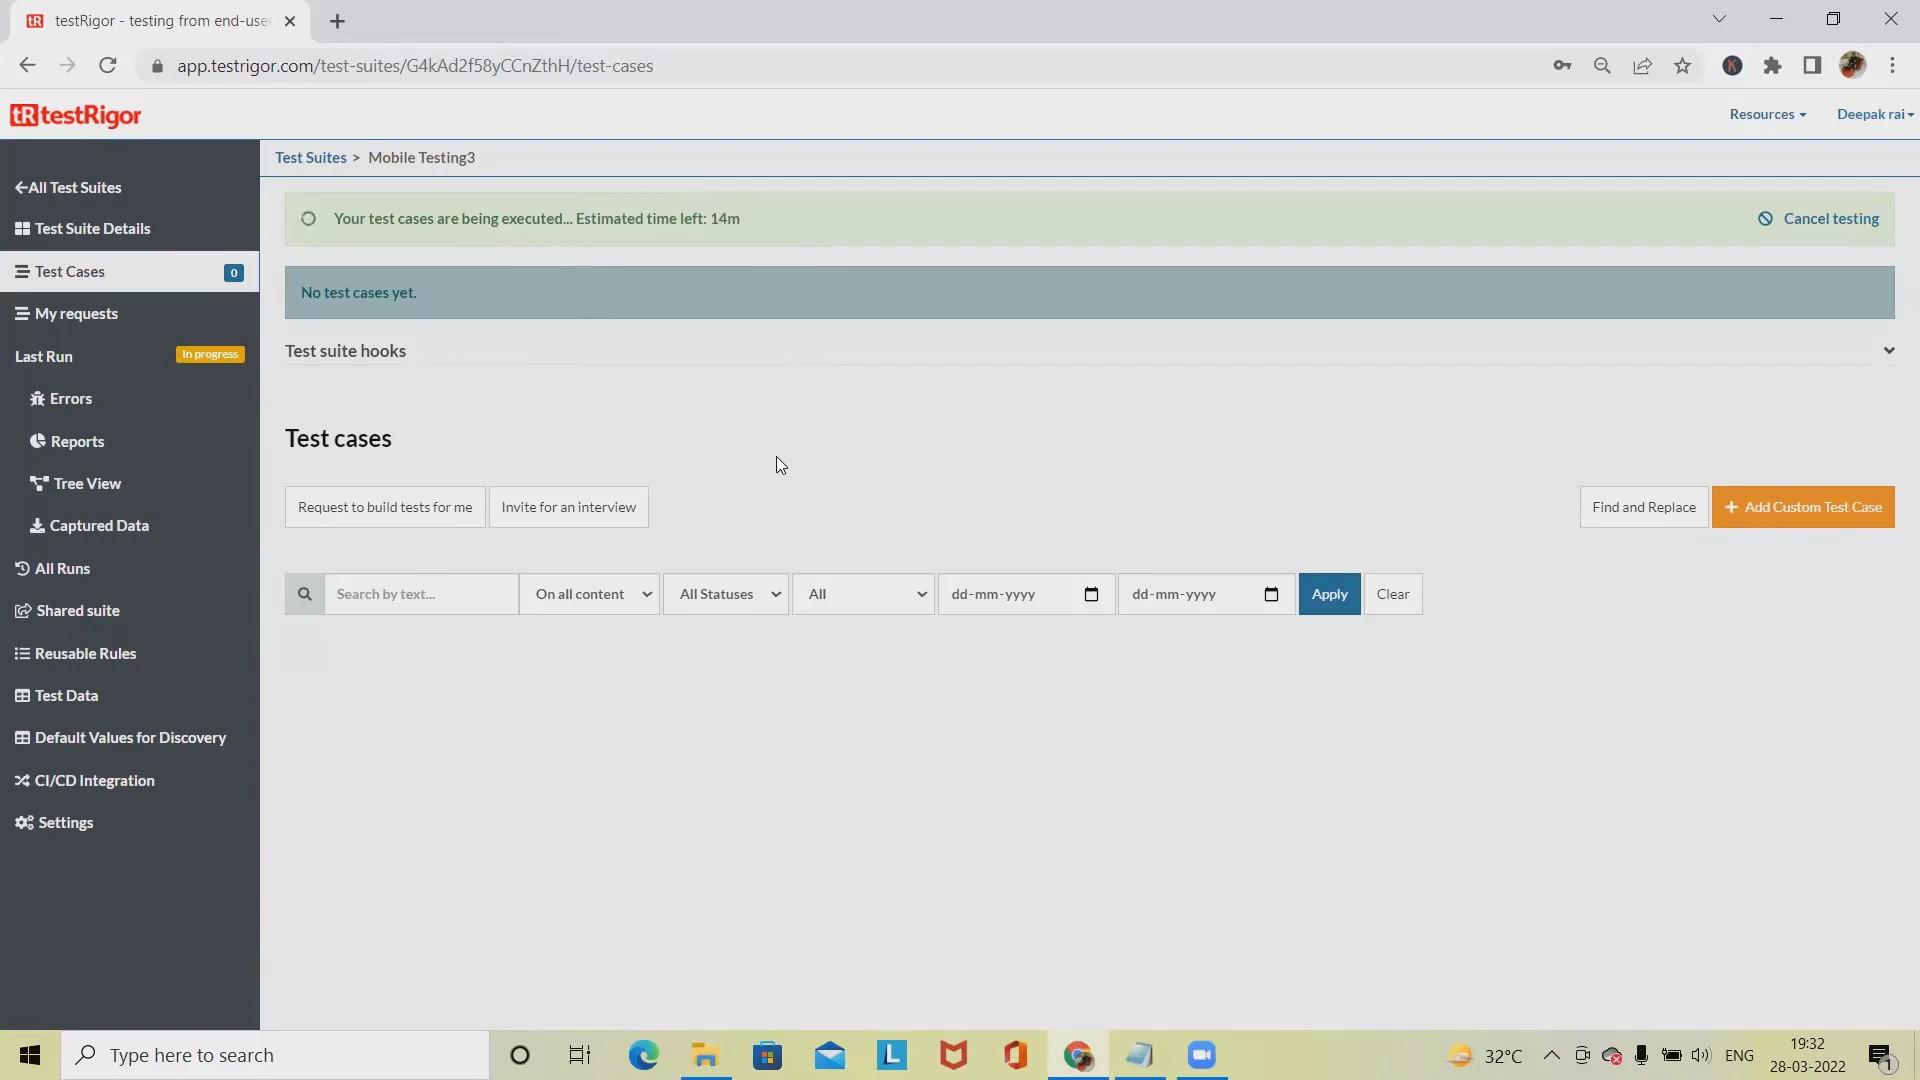 testRigor - testing from end-use
app.testrigor.com/test-suites/G4kAd2f58yCCnZthH/test-cases
tR testRigor
Resources
Deepak rai
Test Suites > Mobile Testing3
All Test Suites
Test Suite Details
Test Cases 0
My requests
Last Run In progress
Errors
Reports
Tree View
Captured Data
All Runs
Shared suite
Reusable Rules
Test Data
Default Values for Discovery
CI/CD Integration
Settings
Your test cases are being executed... Estimated time left: 14m
Cancel testing
No test cases yet.
Test suite hooks
Test cases
Request to build tests for me
Invite for an interview
Find and Replace
+ Add Custom Test Case
Search by text...
On all content
All Statuses
All
dd-mm-yyyy
dd-mm-yyyy
Apply
Clear
Type here to search
32°C
ENG
19:32
28-03-2022
1